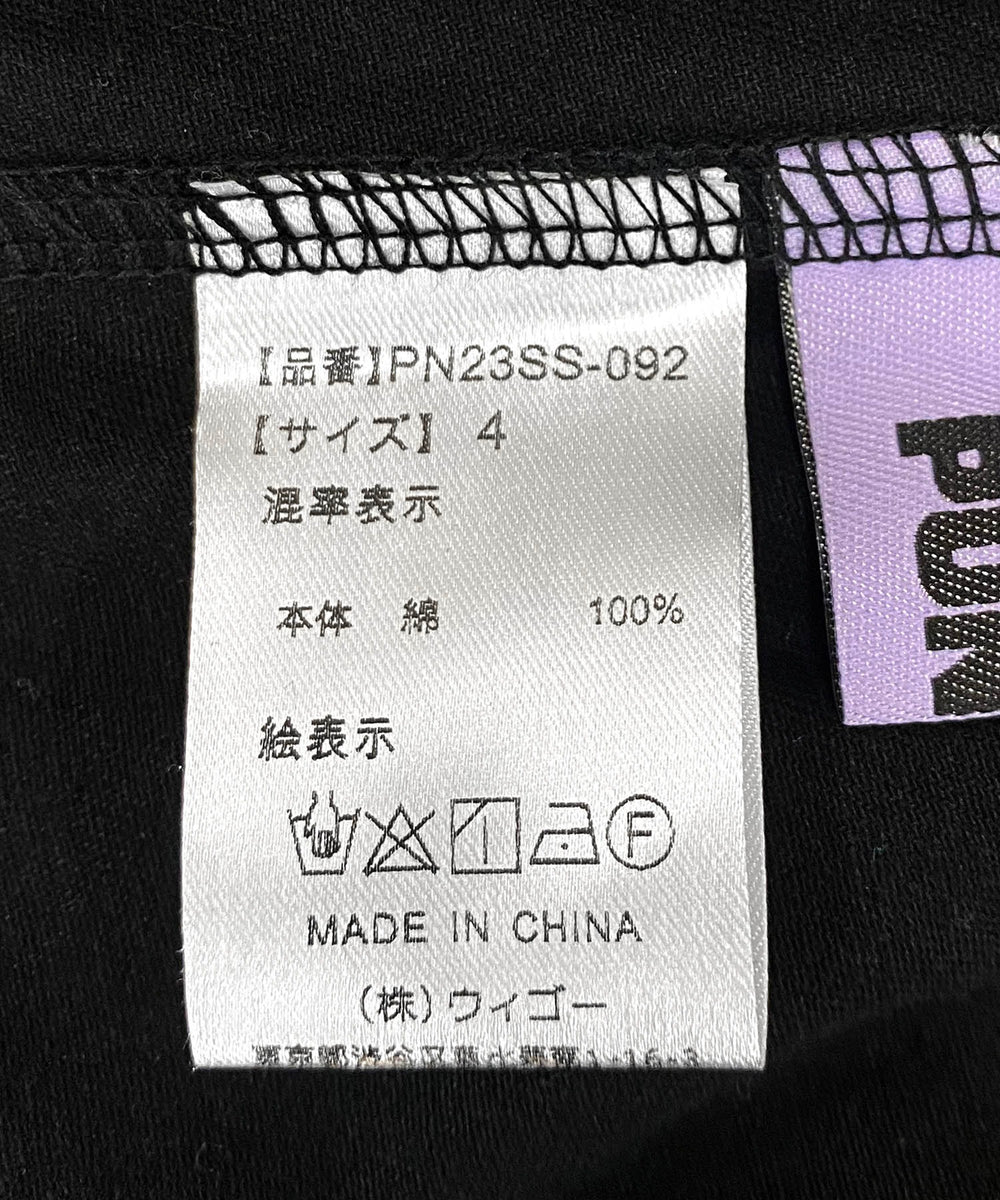 【品番】PN23SS-092
【サイズ】 4
混率表示
本体 綿 100%
絵表示
F
MADE IN CHINA
(株)ウィゴー
PUN